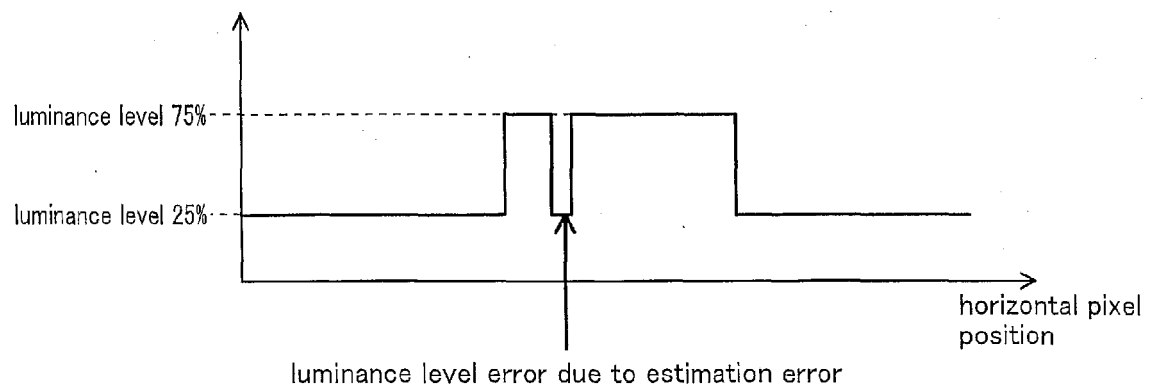 luminance level 75%
luminance level 25%
horizontal pixel
position
luminance level error due to estimation error